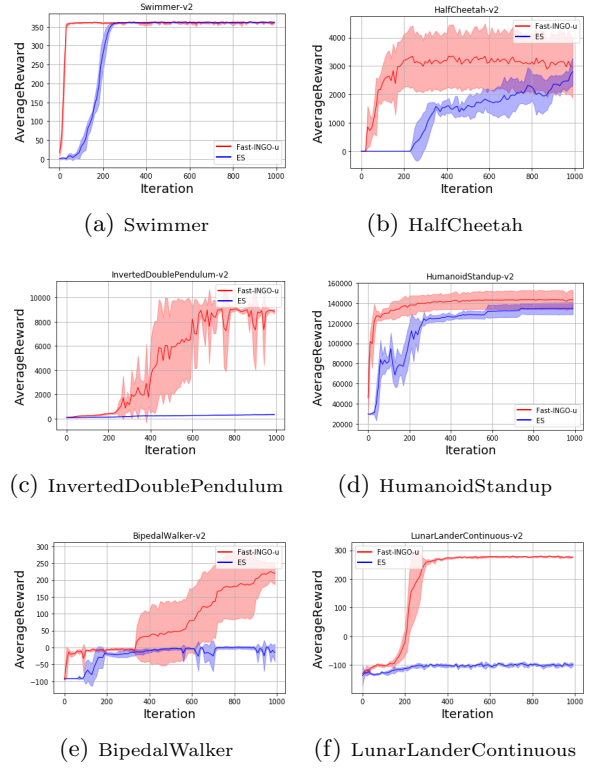 Swimmer-v2
AverageReward
350
300
250
200
150
100
50
0
Fast-INGO-u
ES
0 200 400 600 800 1000
Iteration
(a) Swimmer
HalfCheetah-v2
AverageReward
4000
3000
2000
1000
0
Fast-INGO-u
ES
0 200 400 600 800 1000
Iteration
(b) HalfCheetah
InvertedDoublePendulum-v2
AverageReward
10000
8000
6000
4000
2000
0
Fast-INGO-u
ES
0 200 400 600 800 1000
Iteration
(c) InvertedDoublePendulum
HumanoidStandup-v2
AverageReward
160000
140000
120000
100000
80000
60000
40000
20000
Fast-INGO-u
ES
0 200 400 600 800 1000
Iteration
(d) HumanoidStandup
BipedalWalker-v2
AverageReward
300
250
200
150
100
50
0
−50
−100
Fast-INGO-u
ES
0 200 400 600 800 1000
Iteration
(e) BipedalWalker
LunarLanderContinuous-v2
AverageReward
300
200
100
0
−100
Fast-INGO-u
ES
0 200 400 600 800 1000
Iteration
(f) LunarLanderContinuous